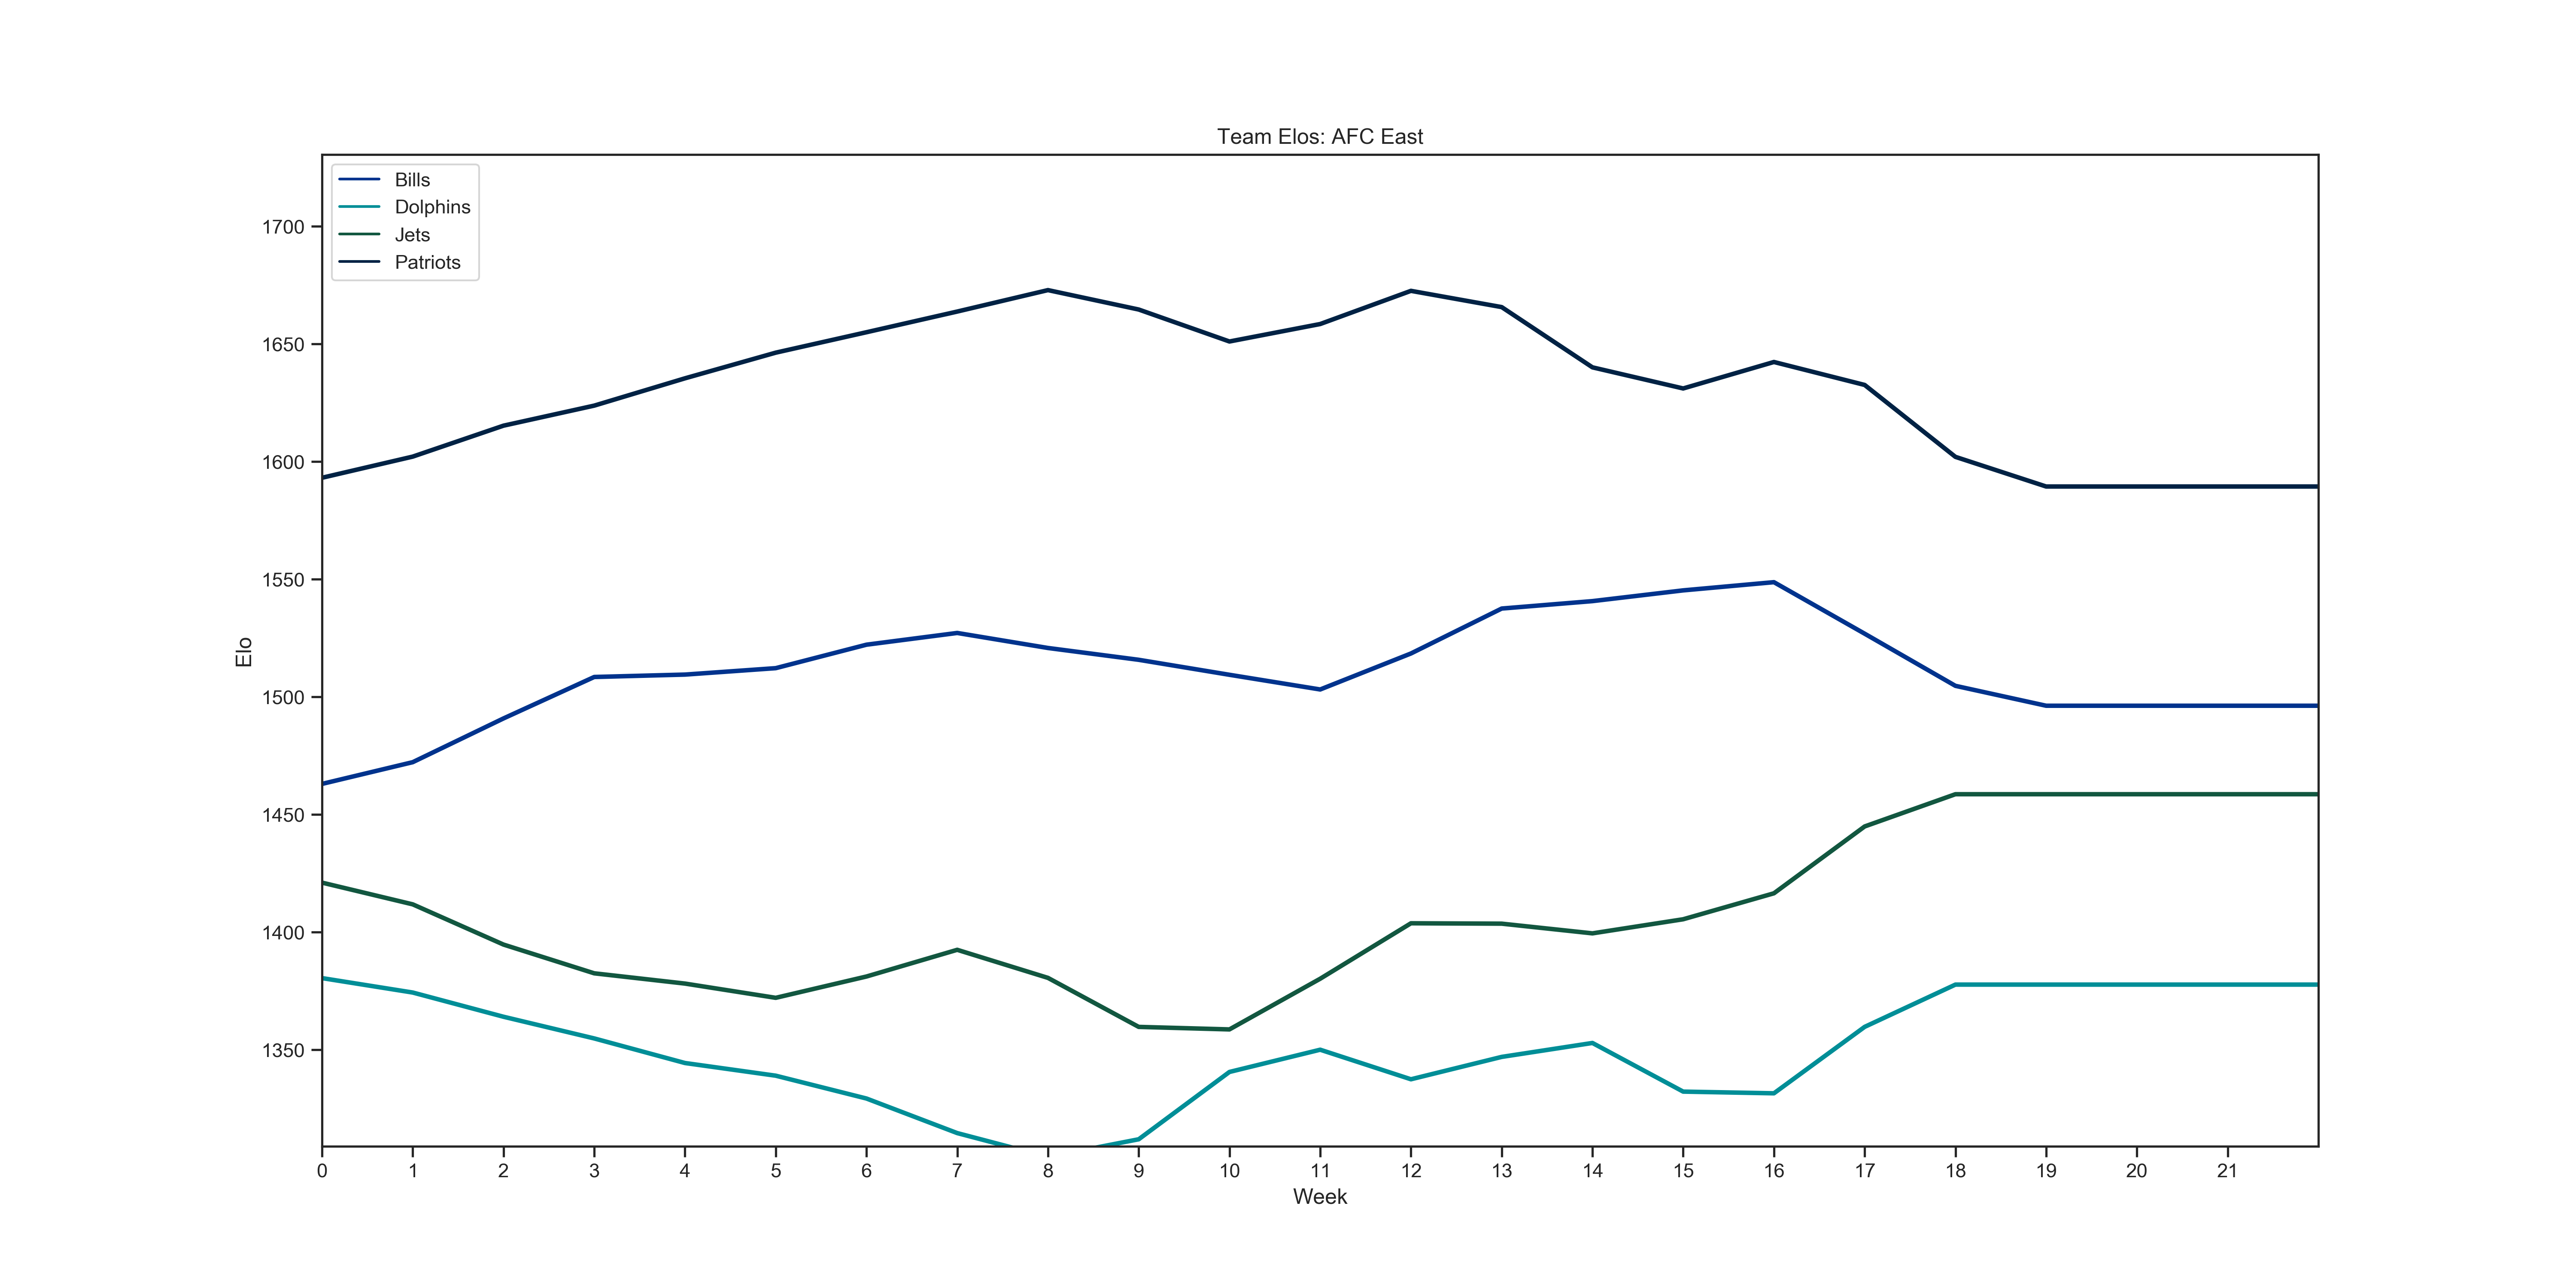 Team Elos: AFC East
Bills
Dolphins
Jets
Patriots
1700
1650
1600
1550
1500
1450
1400
1350
Elo
0 1 2 3 4 5 6 7 8 9 10 11 12 13 14 15 16 17 18 19 20 21
Week